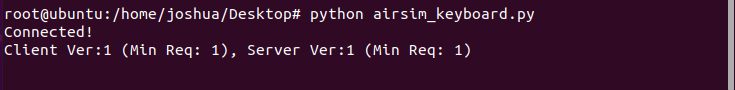 root@ubuntu:/home/joshua/Desktop# python airsim_keyboard.py
Connected!
Client Ver:1 (Min Req: 1), Server Ver:1 (Min Req: 1)